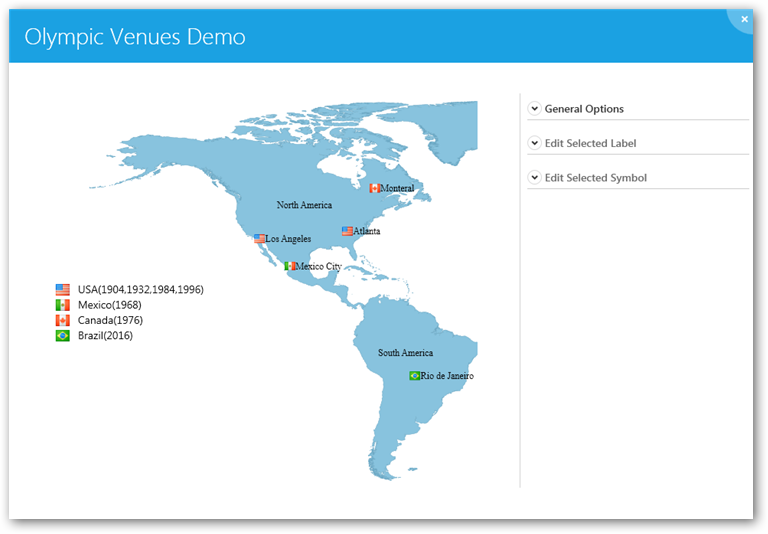 Olympic Venues Demo
General Options
Edit Selected Label
Edit Selected Symbol
Monteral
North America
Atlanta
Los Angeles
Mexico City
USA(1904,1932,1984,1996)
Mexico(1968)
Canada(1976)
Brazil(2016)
South America
Rio de Janeiro